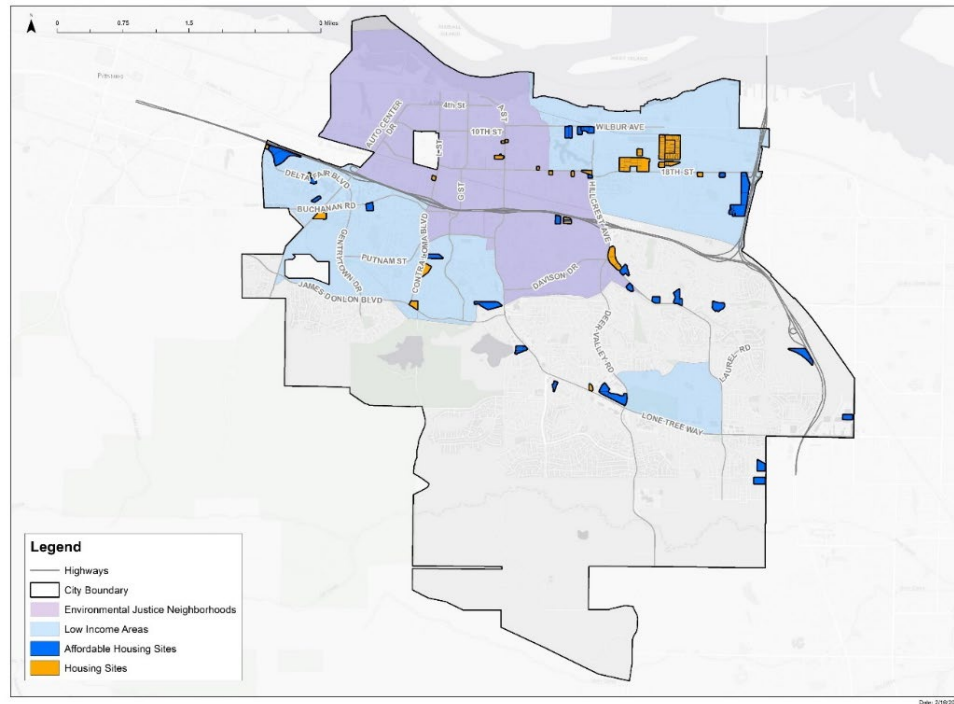 0 0.75 1.5 3 Miles
Pittsburg
4th St
A ST
AUTO CENTER DR
10TH ST
WILBUR AVE
L ST
18TH ST
DELTA FAIR BLVD
G ST
HILLCREST AVE
BUCHANAN RD
CONTRA LOMA BLVD
GENTRYTOWN DR
PUTNAM ST
DAVISON DR
JAMES DONLON BLVD
DEER VALLEY RD
LAUREL RD
LONE TREE WAY
Legend
Highways
City Boundary
Environmental Justice Neighborhoods
Low Income Areas
Affordable Housing Sites
Housing Sites